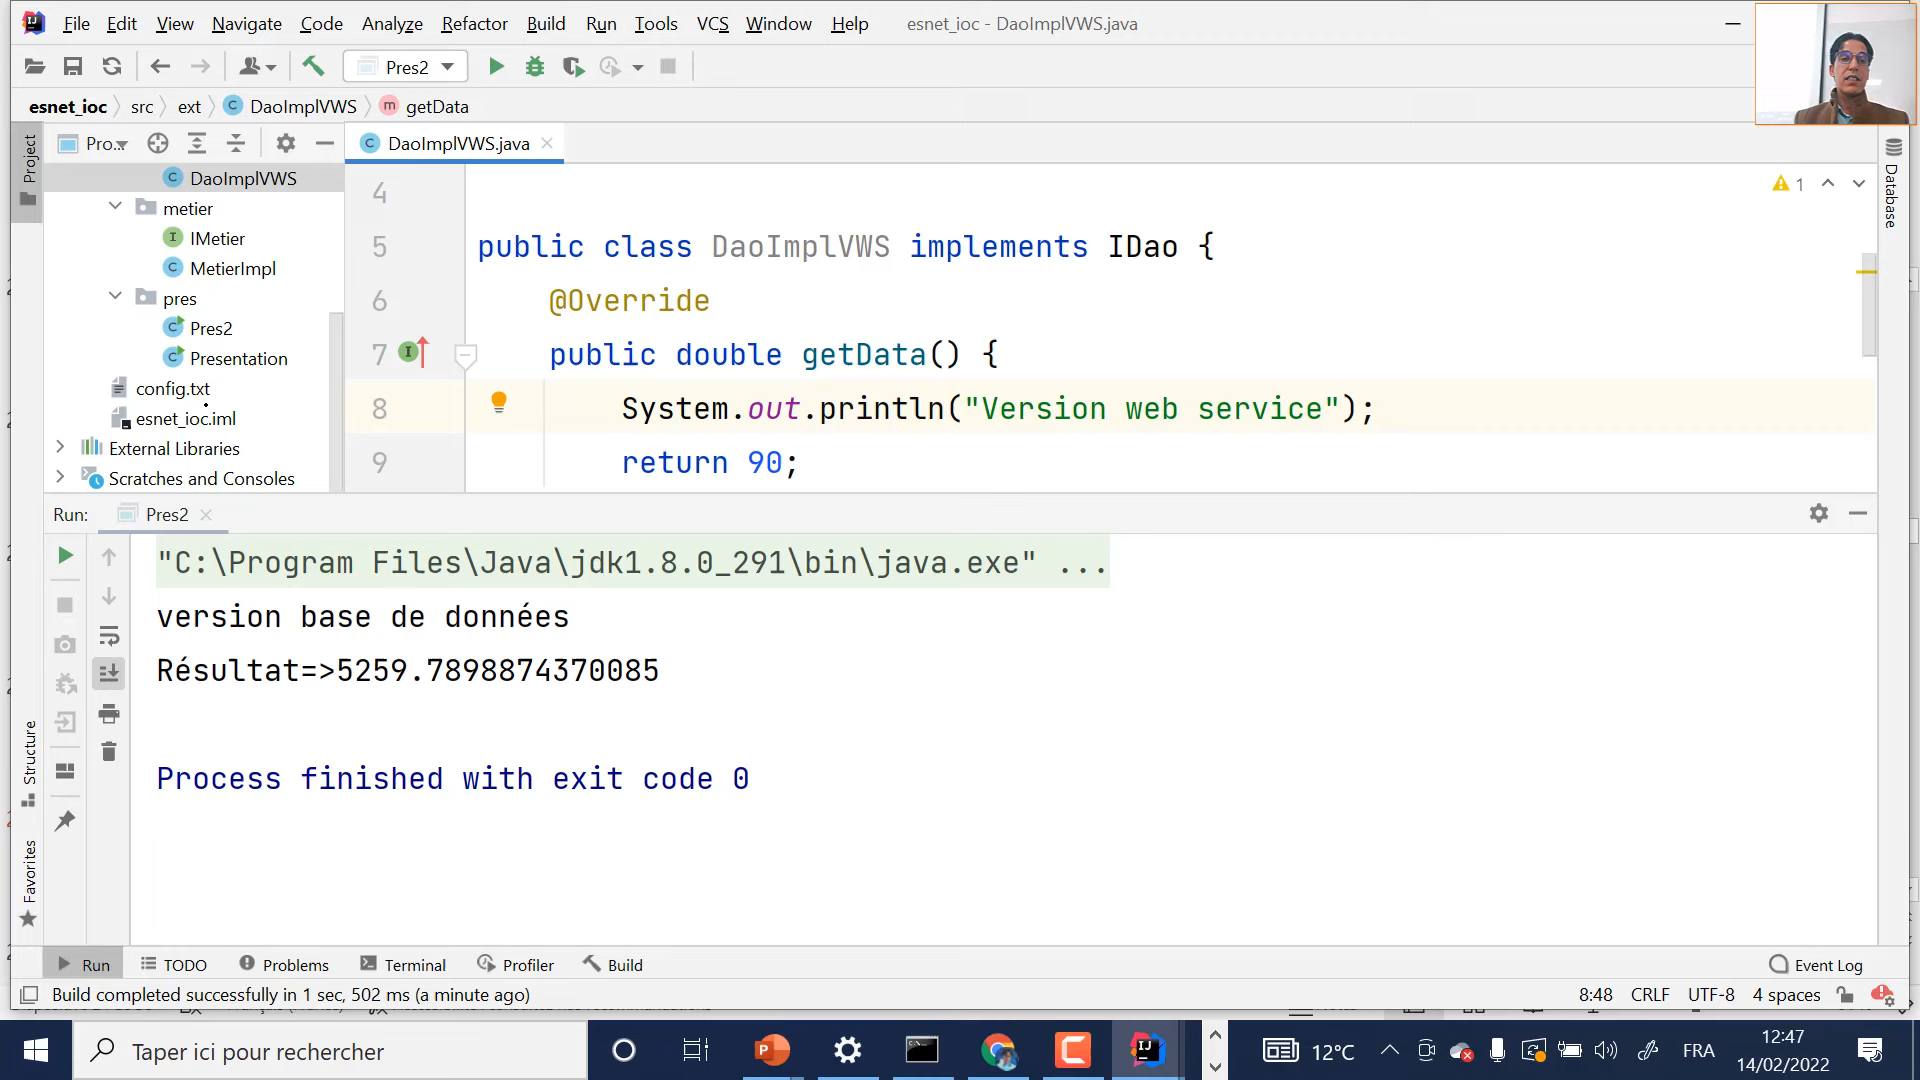 File Edit View Navigate Code Analyze Refactor Build Run Tools VCS Window Help esnet_ioc - DaoImplVWS.java
Pres2
esnet_ioc src ext DaoImplVWS getData
Project
Pro...
DaoImplVWS.java
DaoImplVWS
metier
IMetier
MetierImpl
pres
Pres2
Presentation
config.txt
esnet_ioc.iml
External Libraries
Scratches and Consoles
1
Database
4
5 public class DaoImplVWS implements IDao {
6 @Override
7 public double getData() {
8 System.out.println("Version web service");
9 return 90;
Run: Pres2
"C:\Program Files\Java\jdk1.8.0_291\bin\java.exe" ...
version base de données
Résultat=>5259.7898874370085
Process finished with exit code 0
Structure
Favorites
Run TODO Problems Terminal Profiler Build Event Log
Build completed successfully in 1 sec, 502 ms (a minute ago) 8:48 CRLF UTF-8 4 spaces
Taper ici pour rechercher 12°C FRA 12:47
14/02/2022